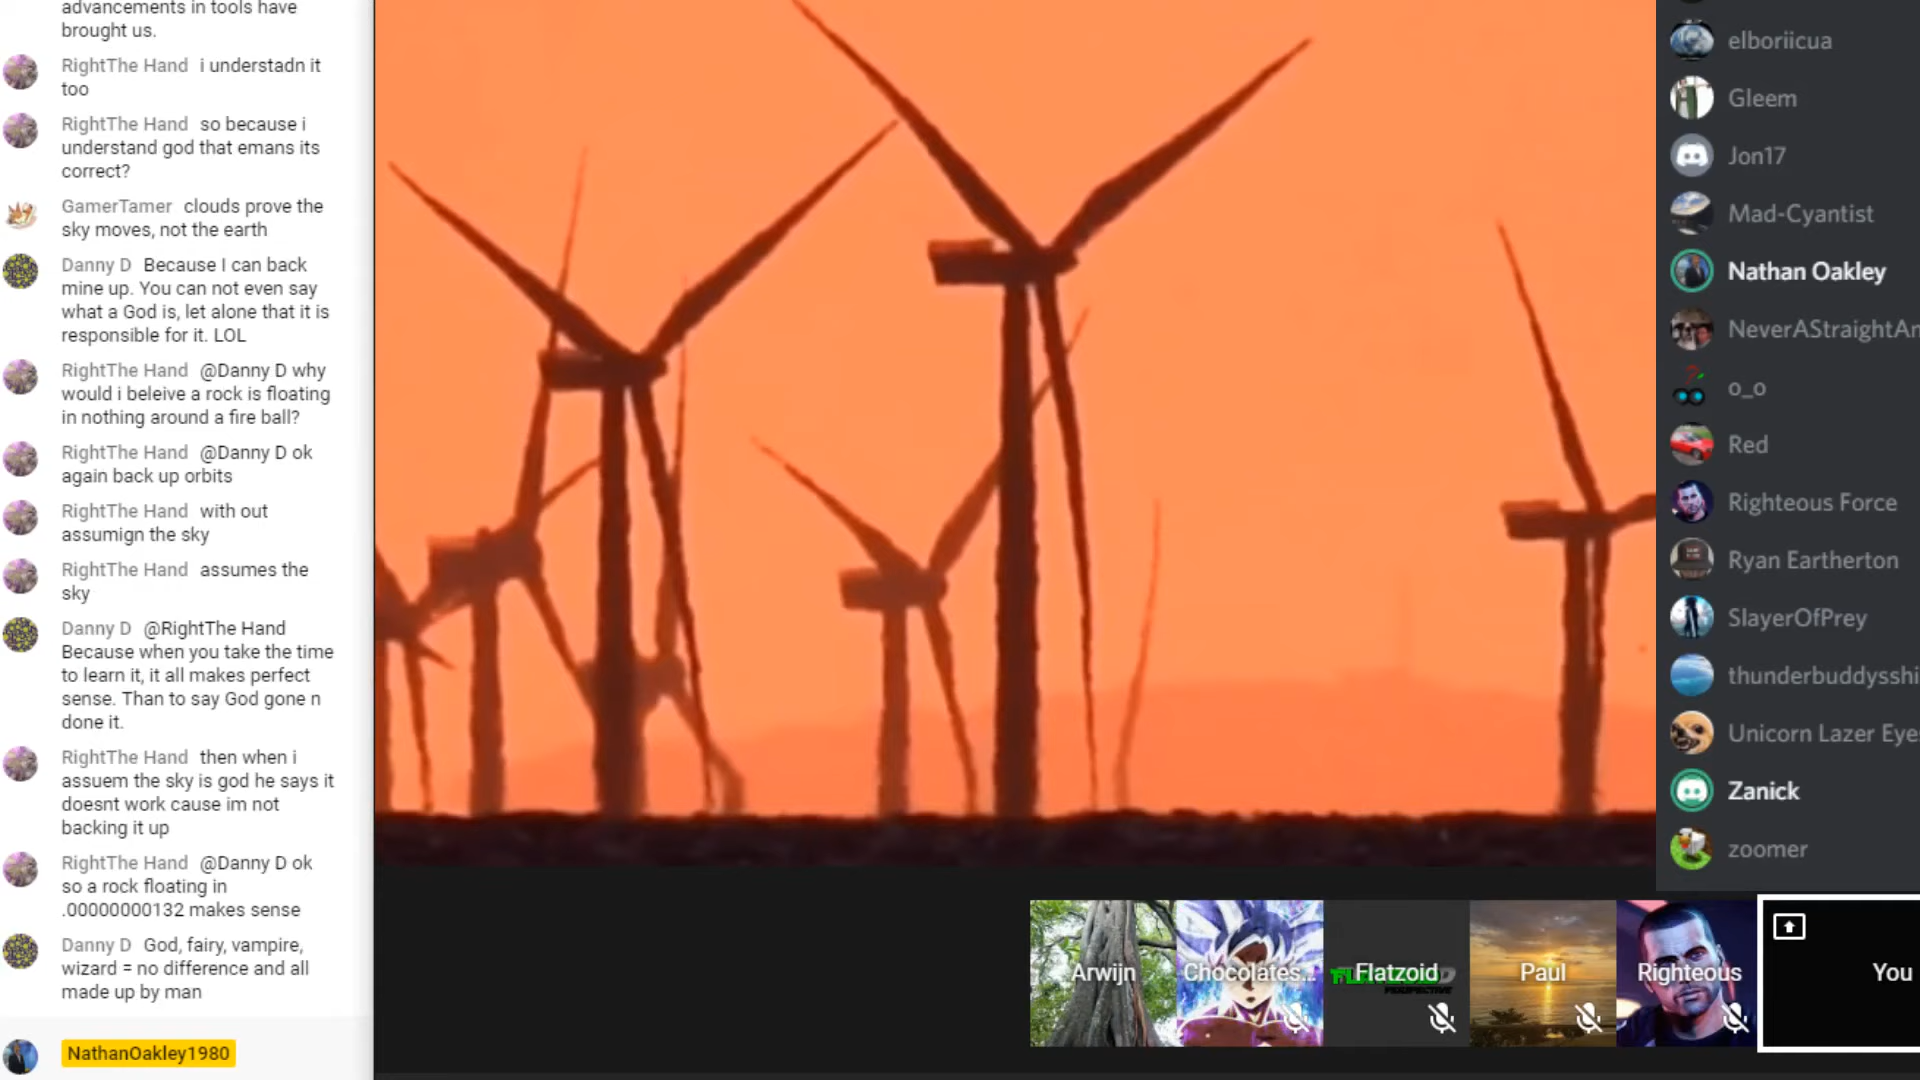 advancements in tools have
brought us.
RightThe Hand i understadn it
too
RightThe Hand so because i
understand god that emans its
correct?
GamerTamer clouds prove the
sky moves, not the earth
Danny D Because I can back
mine up. You can not even say
what a God is, let alone that it is
responsible for it. LOL
RightThe Hand @Danny D why
would i beleive a rock is floating
in nothing around a fire ball?
RightThe Hand @Danny D ok
again back up orbits
RightThe Hand with out
assumign the sky
RightThe Hand assumes the
sky
Danny D @RightThe Hand
Because when you take the time
to learn it, it all makes perfect
sense. Than to say God gone n
done it.
RightThe Hand then when i
assuem the sky is god he says it
doesnt work cause im not
backing it up
RightThe Hand @Danny D ok
so a rock floating in
.00000000132 makes sense
Danny D God, fairy, vampire,
wizard = no difference and all
made up by man
NathanOakley1980
elboriicua
Gleem
Jon17
Mad-Cyantist
Nathan Oakley
NeverAStraightAn
o_o
Red
Righteous Force
Ryan Eartherton
SlayerOfPrey
thunderbuddysshi
Unicorn Lazer Eye
Zanick
zoomer
Arwijn
Chocolates...
Flatzoid
PERSPECTIVE
Paul
Righteous
You